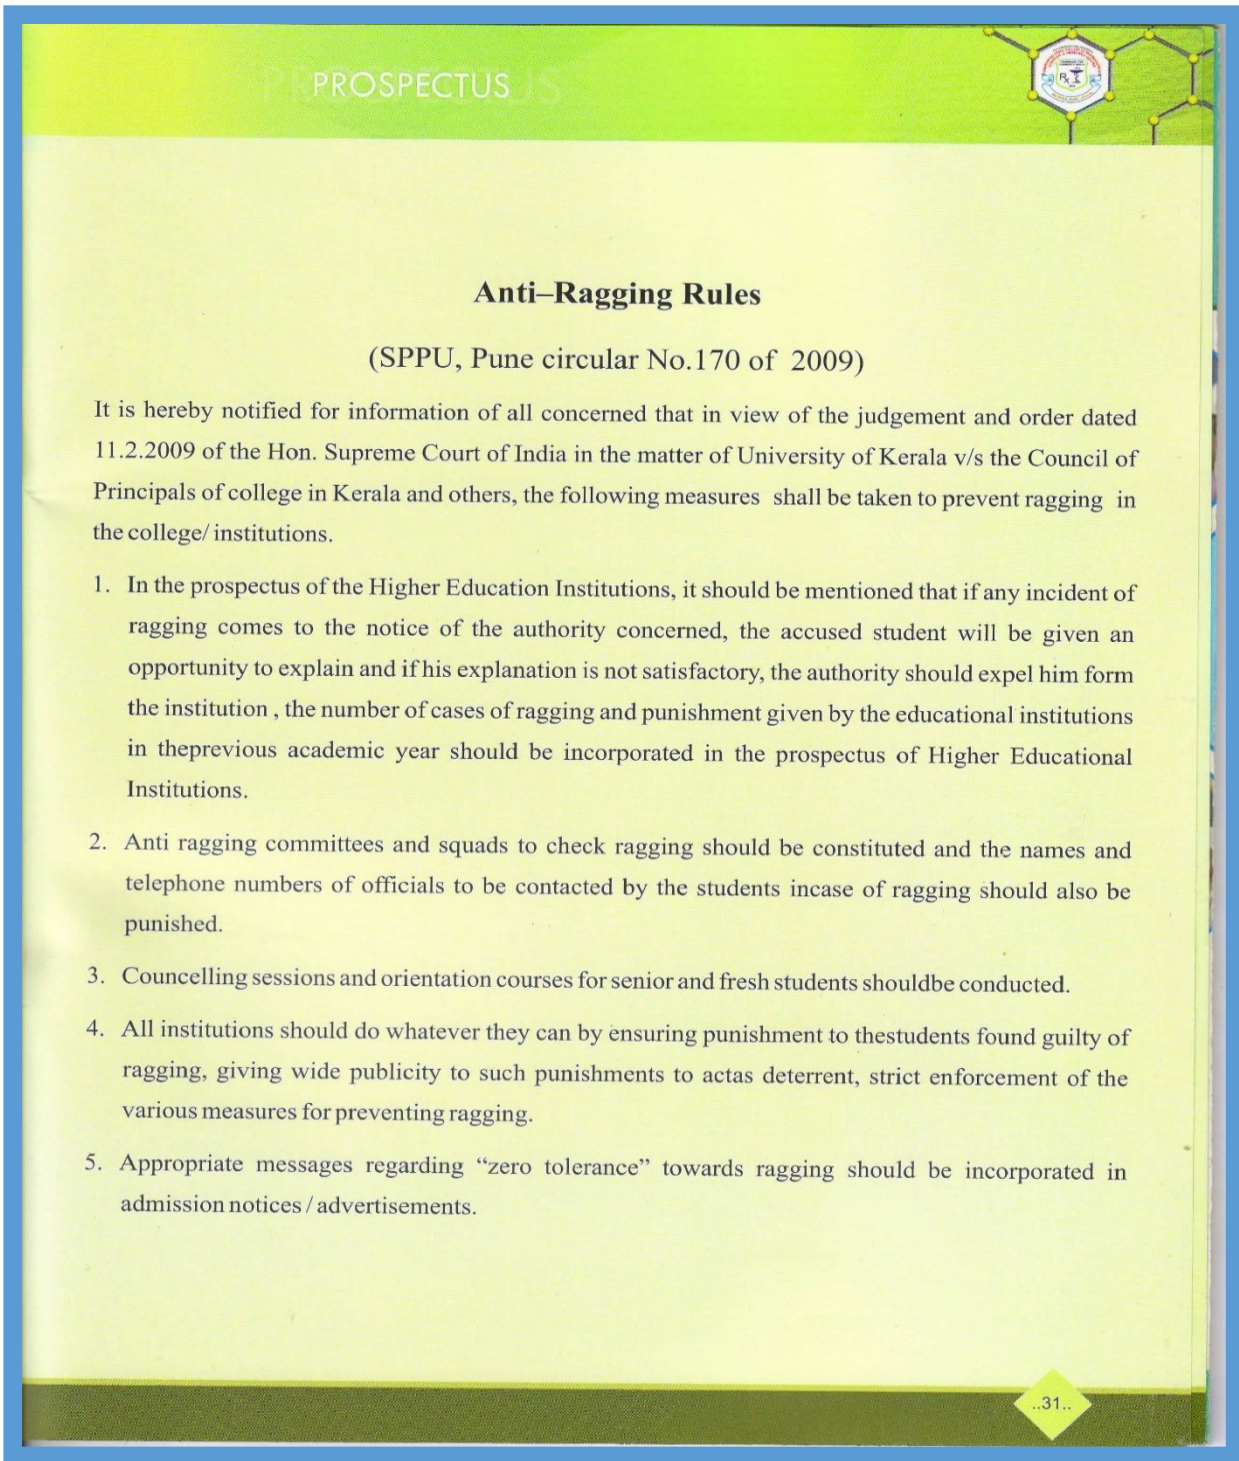 PROSPECTUS
Rx
Anti–Ragging Rules
(SPPU, Pune circular No.170 of 2009)
It is hereby notified for information of all concerned that in view of the judgement and order dated
11.2.2009 of the Hon. Supreme Court of India in the matter of University of Kerala v/s the Council of
Principals of college in Kerala and others, the following measures shall be taken to prevent ragging in
the college/ institutions.
1. In the prospectus of the Higher Education Institutions, it should be mentioned that if any incident of
ragging comes to the notice of the authority concerned, the accused student will be given an
opportunity to explain and if his explanation is not satisfactory, the authority should expel him form
the institution , the number of cases of ragging and punishment given by the educational institutions
in theprevious academic year should be incorporated in the prospectus of Higher Educational
Institutions.
2. Anti ragging committees and squads to check ragging should be constituted and the names and
telephone numbers of officials to be contacted by the students incase of ragging should also be
punished.
3. Councelling sessions and orientation courses for senior and fresh students shouldbe conducted.
4. All institutions should do whatever they can by ensuring punishment to thestudents found guilty of
ragging, giving wide publicity to such punishments to actas deterrent, strict enforcement of the
various measures for preventing ragging.
5. Appropriate messages regarding “zero tolerance” towards ragging should be incorporated in
admission notices / advertisements.
..31..